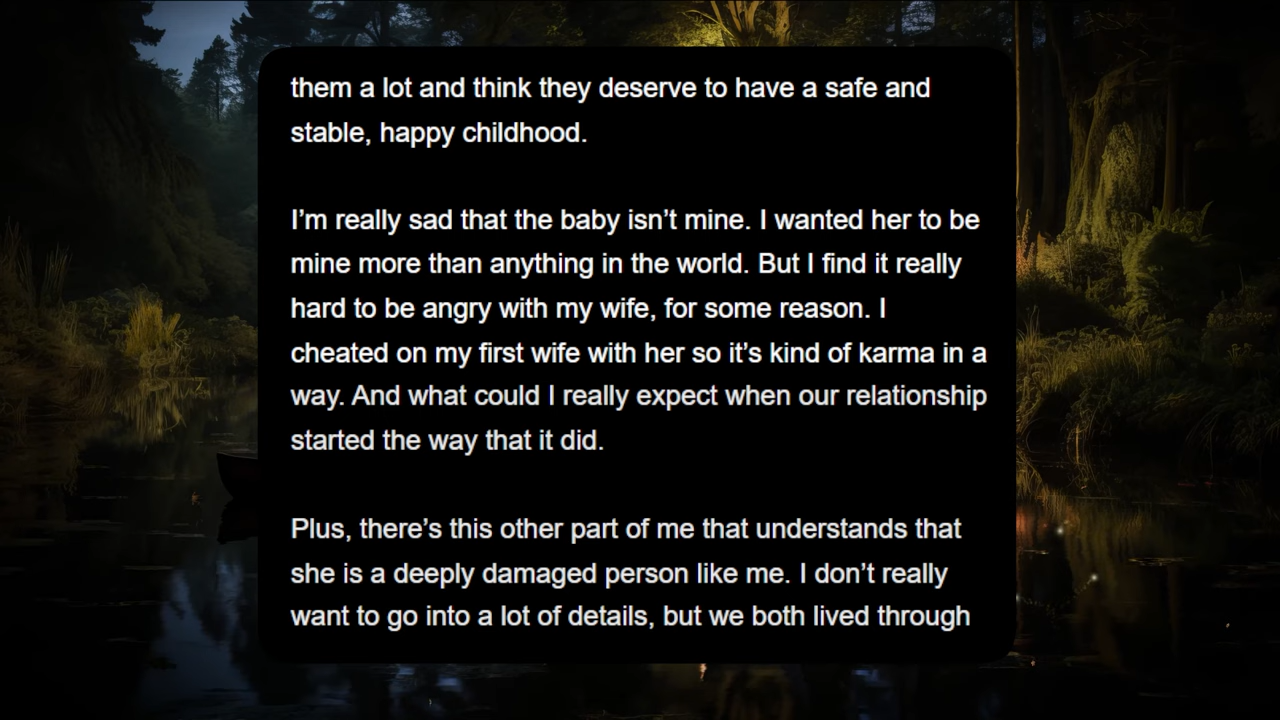 them a lot and think they deserve to have a safe and
stable, happy childhood.
I’m really sad that the baby isn’t mine. I wanted her to be
mine more than anything in the world. But I find it really
hard to be angry with my wife, for some reason. I
cheated on my first wife with her so it’s kind of karma in a
way. And what could I really expect when our relationship
started the way that it did.
Plus, there’s this other part of me that understands that
she is a deeply damaged person like me. I don’t really
want to go into a lot of details, but we both lived through